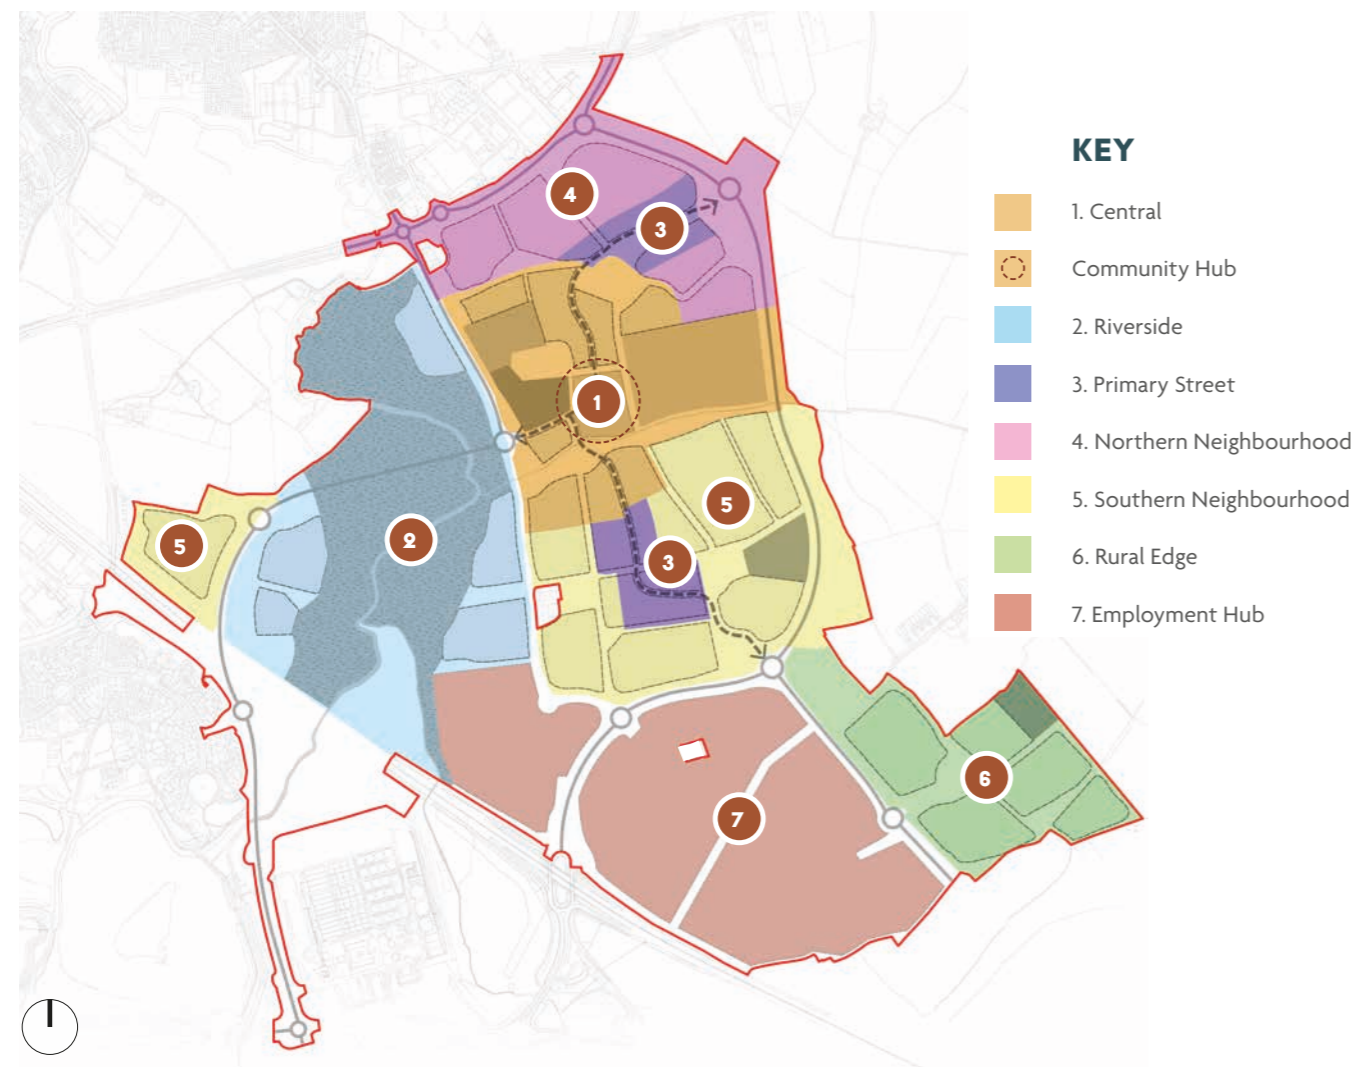 KEY
1. Central
Community Hub
2. Riverside
3. Primary Street
4. Northern Neighbourhood
5. Southern Neighbourhood
6. Rural Edge
7. Employment Hub
4
3
1
5
5
2
3
6
7